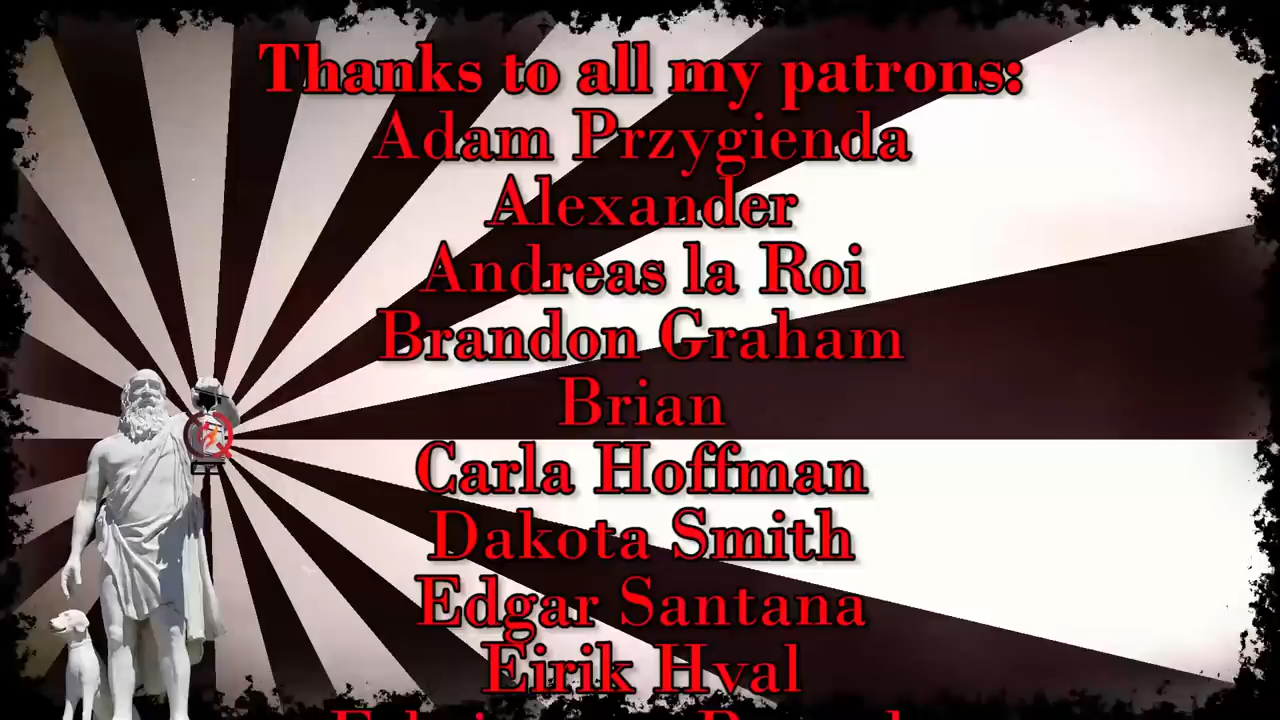 Thanks to all my patrons:
Adam Przygienda
Alexander
Andreas la Roi
Brandon Graham
Brian
Carla Hoffman
Dakota Smith
Edgar Santana
Eirik Hval